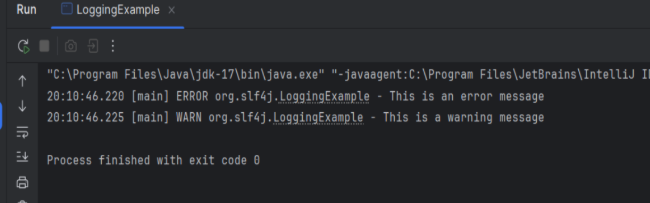 Run LoggingExample
"C:\Program Files\Java\jdk-17\bin\java.exe" "-javaagent:C:\Program Files\JetBrains\IntelliJ
20:10:46.220 [main] ERROR org.slf4j.LoggingExample - This is an error message
20:10:46.225 [main] WARN org.slf4j.LoggingExample - This is a warning message
Process finished with exit code 0